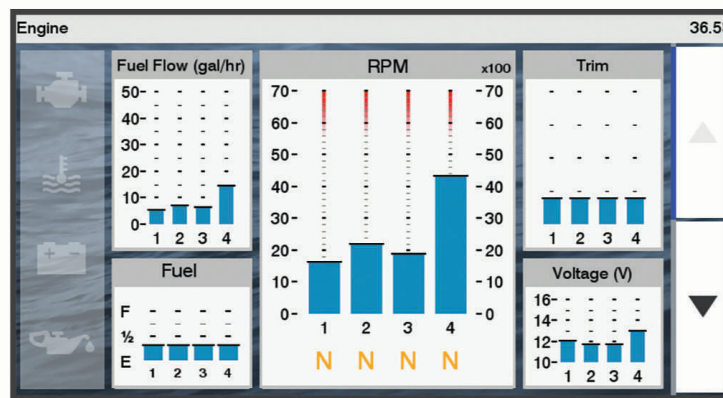 Engine 36.5
Fuel Flow (gal/hr)
50-
40-
30-
20-
10-
0-
1 2 3 4
Fuel
F
½
E
1 2 3 4
RPM x100
70- -70
60- -60
50- -50
40- -40
30- -30
20- -20
10- -10
0- -0
1 2 3 4
N N N N
Trim
1 2 3 4
Voltage (V)
16-
14-
12-
10-
1 2 3 4